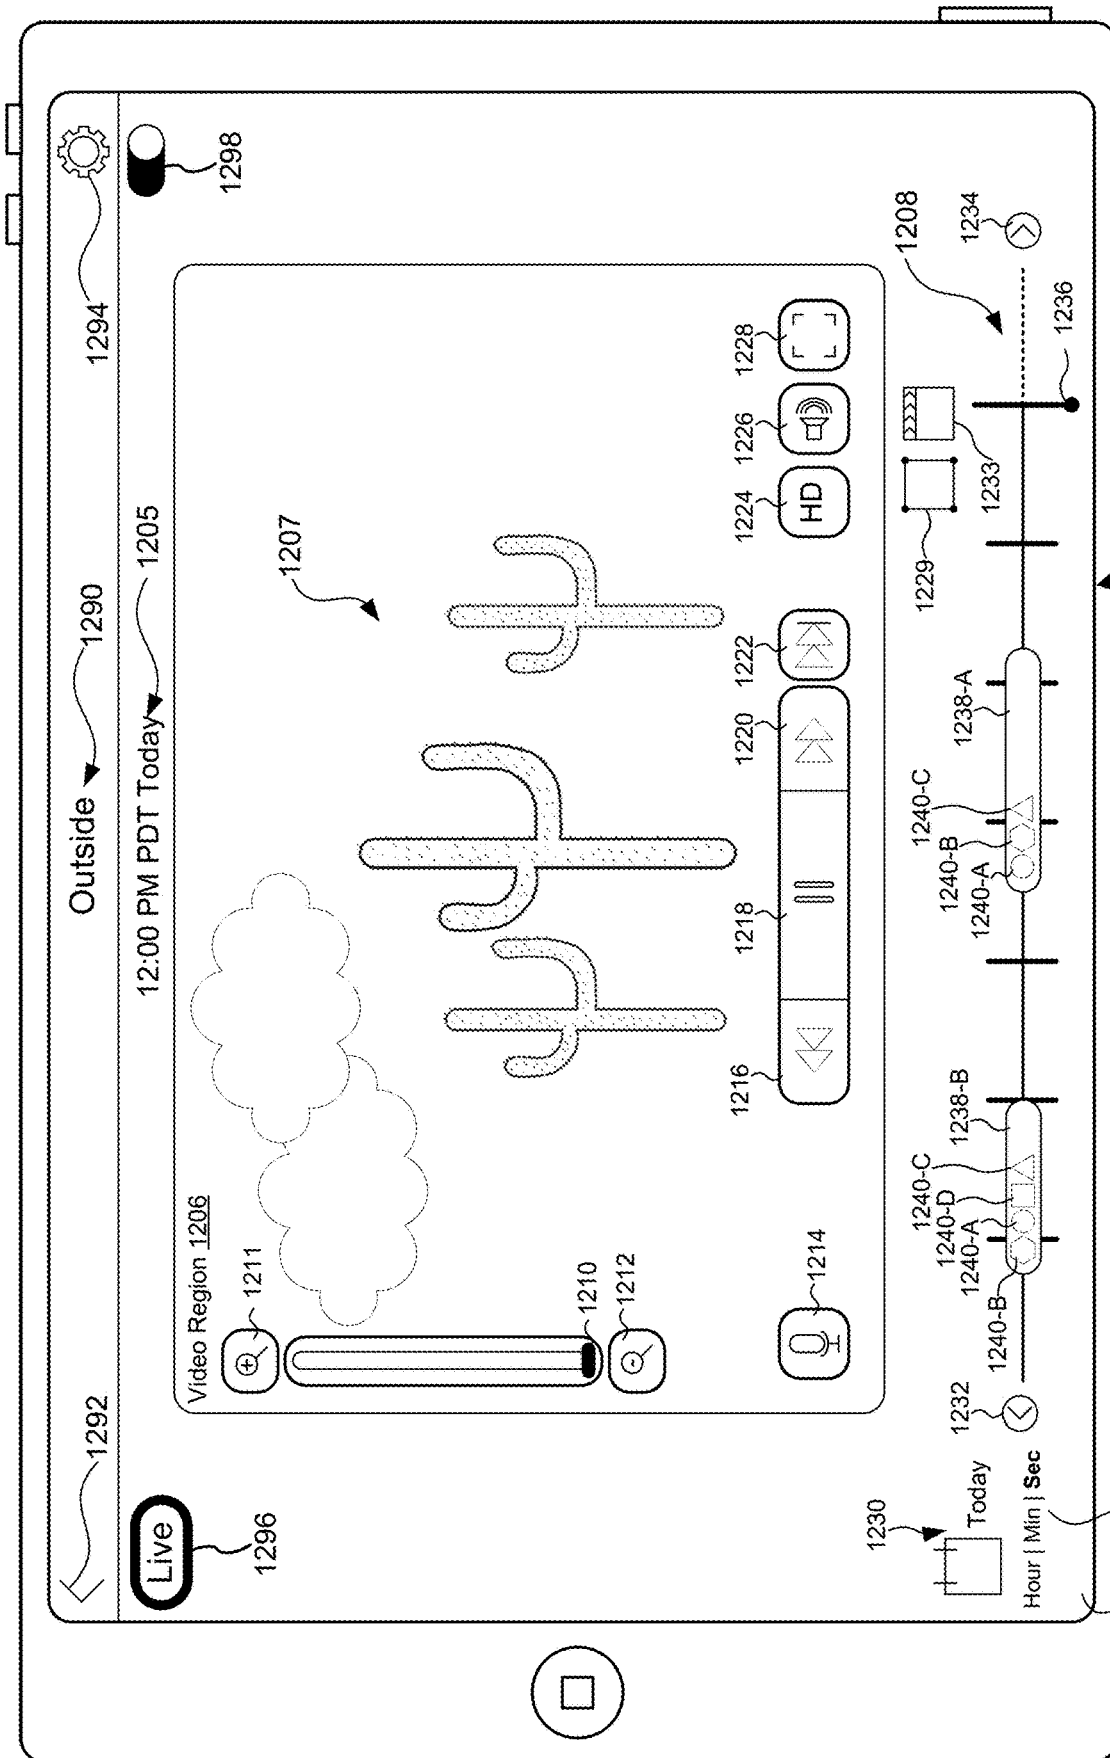 1292
Outside
1290
1294
Live
1296
12:00 PM PDT Today
1205
1298
Video Region 1206
1211
1210
1212
1207
1214
1216
1218
1220
1222
1224
1226
1228
HD
1230
Today
1229
1233
1208
Hour | Min | Sec
1232
1240-B
1240-A
1240-D
1240-C
1238-B
1240-A
1240-B
1240-C
1238-A
1234
1236